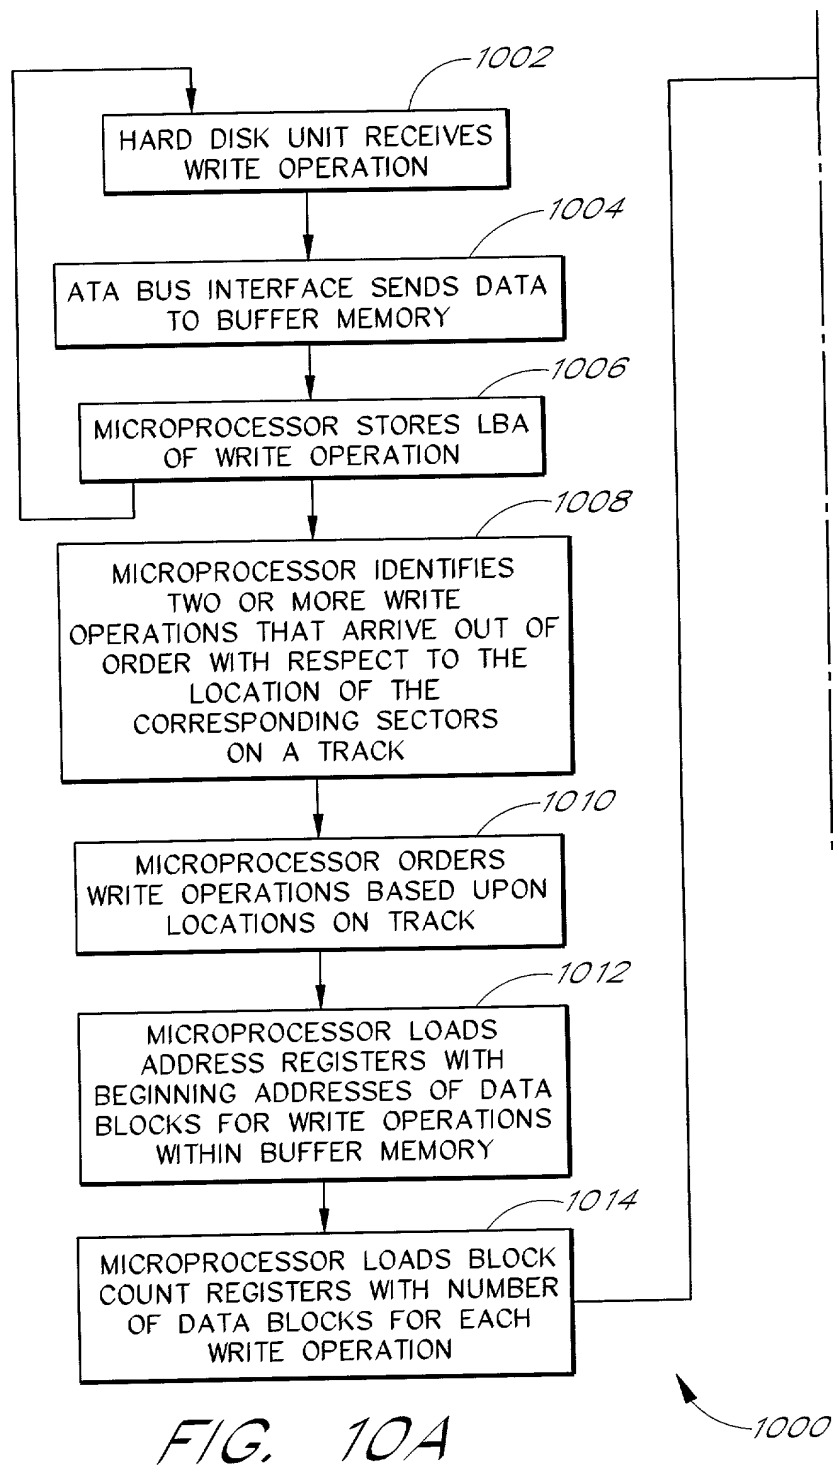 1002
HARD DISK UNIT RECEIVES
WRITE OPERATION
1004
ATA BUS INTERFACE SENDS DATA
TO BUFFER MEMORY
1006
MICROPROCESSOR STORES LBA
OF WRITE OPERATION
1008
MICROPROCESSOR IDENTIFIES
TWO OR MORE WRITE
OPERATIONS THAT ARRIVE OUT OF
ORDER WITH RESPECT TO THE
LOCATION OF THE
CORRESPONDING SECTORS
ON A TRACK
1010
MICROPROCESSOR ORDERS
WRITE OPERATIONS BASED UPON
LOCATIONS ON TRACK
1012
MICROPROCESSOR LOADS
ADDRESS REGISTERS WITH
BEGINNING ADDRESSES OF DATA
BLOCKS FOR WRITE OPERATIONS
WITHIN BUFFER MEMORY
1014
MICROPROCESSOR LOADS BLOCK
COUNT REGISTERS WITH NUMBER
OF DATA BLOCKS FOR EACH
WRITE OPERATION
1000
FIG. 10A